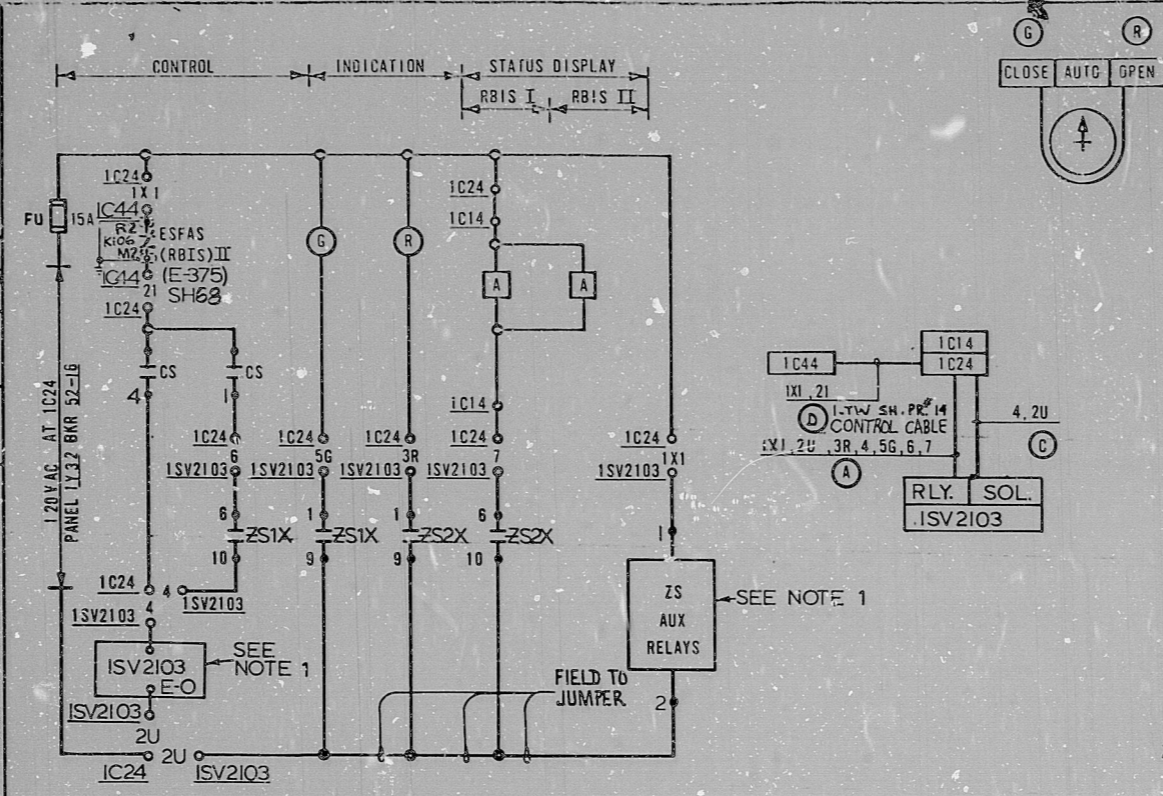 CONTROL INDICATION STATUS DISPLAY
RBIS I RBIS II
G R
CLOSE AUTO OPEN
1C24
1X1
FU 15A 1C44
R2 ESFAS
K106 (RBIS) II
M2 (E-375)
1C44 SH68
21
1C24
G R
1C24
1C14
A A
CS CS
4 1
1C14
1C24 1C24 1C24 1C24 1C24
6 5G 3R 7 1X1
1SV2103 1SV2103 1SV2103 1SV2103
6 1 1 6
ZS1X ZS1X ZS2X ZS2X
10 9 9 10
1
120VAC AT 1C24
PANEL 1Y32 BKR 52-16
1C24 4 1SV2103
4
1SV2103
1SV2103
E-O
SEE
NOTE 1
1SV2103
2U
2U
1C24 1SV2103
FIELD TO
JUMPER
ZS
AUX
RELAYS
SEE NOTE 1
2
1C44 1C14
1C24
1X1, 21
D 1-TW SH. PR. #14
CONTROL CABLE
4, 2U
C
1X1, 2U, 3R, 4, 5G, 6, 7
A
RLY. SOL.
1SV2103